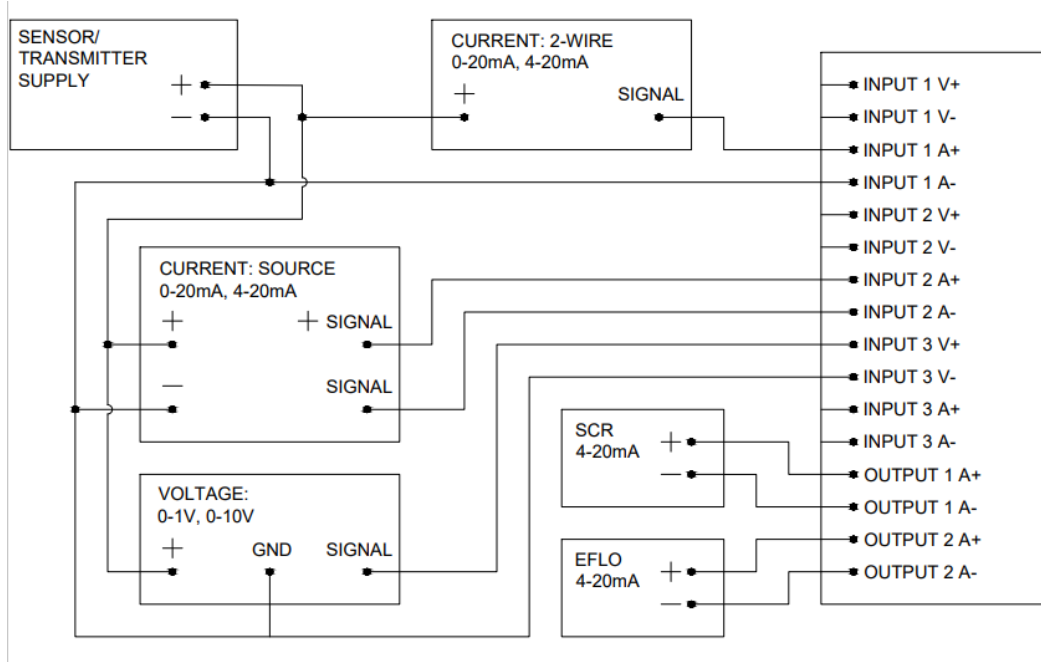 SENSOR/
TRANSMITTER
SUPPLY
+
−
CURRENT: 2-WIRE
0-20mA, 4-20mA
+
SIGNAL
INPUT 1 V+
INPUT 1 V-
INPUT 1 A+
INPUT 1 A-
INPUT 2 V+
INPUT 2 V-
INPUT 2 A+
INPUT 2 A-
INPUT 3 V+
INPUT 3 V-
INPUT 3 A+
INPUT 3 A-
OUTPUT 1 A+
OUTPUT 1 A-
OUTPUT 2 A+
OUTPUT 2 A-
CURRENT: SOURCE
0-20mA, 4-20mA
+
+ SIGNAL
−
SIGNAL
VOLTAGE:
0-1V, 0-10V
+
GND
SIGNAL
SCR
4-20mA
+
−
EFLO
4-20mA
+
−